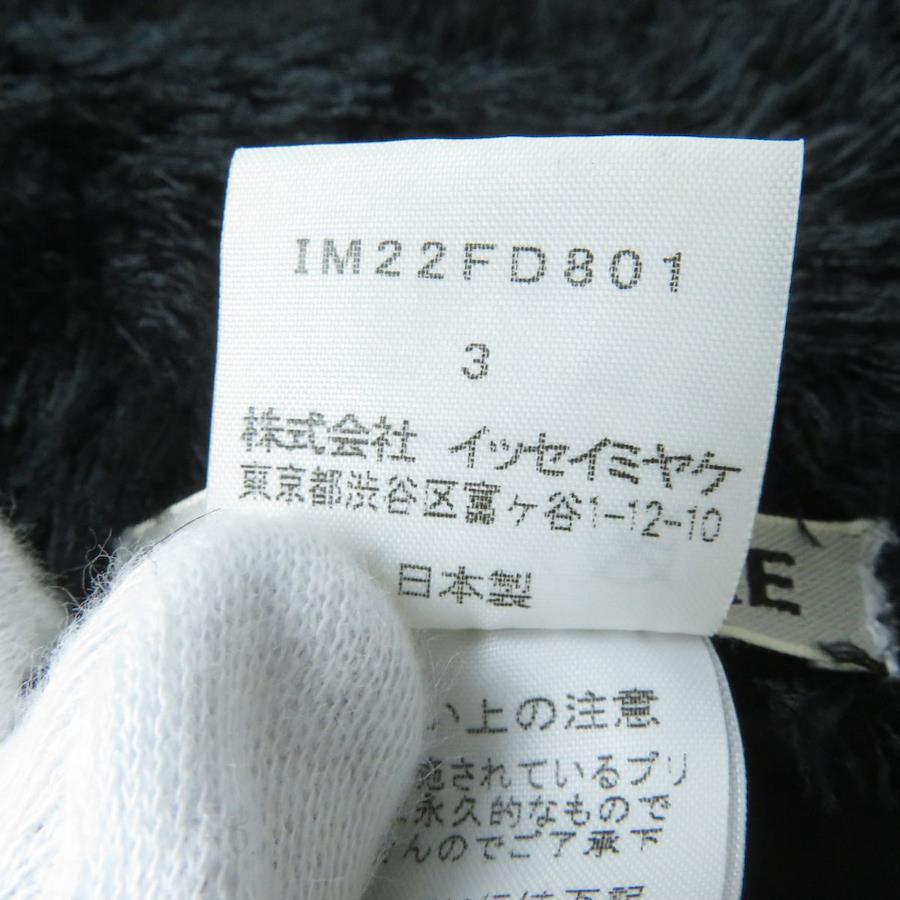 IM22FD801
3
株式会社 イッセイミヤケ
東京都渋谷区富ヶ谷1-12-10
日本製
E
い上の注意
施されているプリ
永久的なもので
んのでご了承下